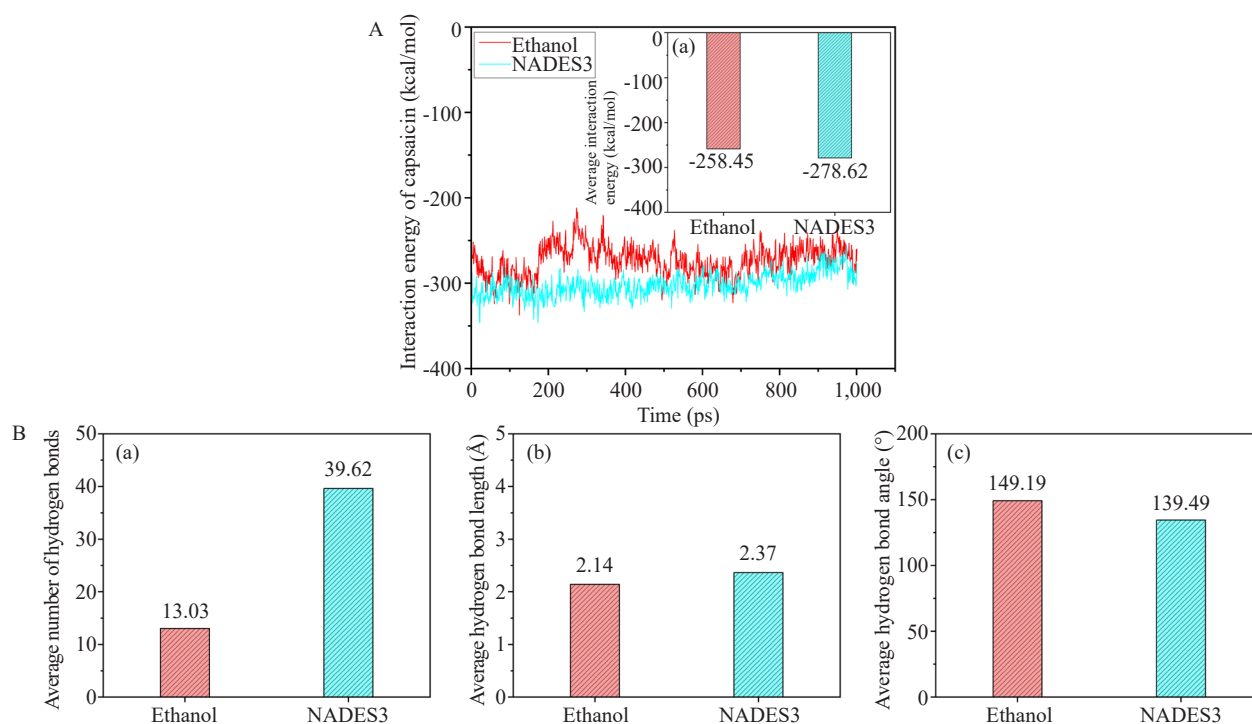 A
Interaction energy of capsaicin (kcal/mol)
0
-100
-200
-300
-400
Ethanol
NADES3
(a)
Average interaction
energy (kcal/mol)
0
-100
-200
-300
-400
-258.45
-278.62
Ethanol
NADES3
0
200
400
600
800
1,000
Time (ps)
B
Average number of hydrogen bonds
50
40
30
20
10
0
(a)
13.03
39.62
Ethanol
NADES3
Average hydrogen bond length (Å)
5
4
3
2
1
0
(b)
2.14
2.37
Ethanol
NADES3
Average hydrogen bond angle (°)
200
150
100
50
0
(c)
149.19
139.49
Ethanol
NADES3